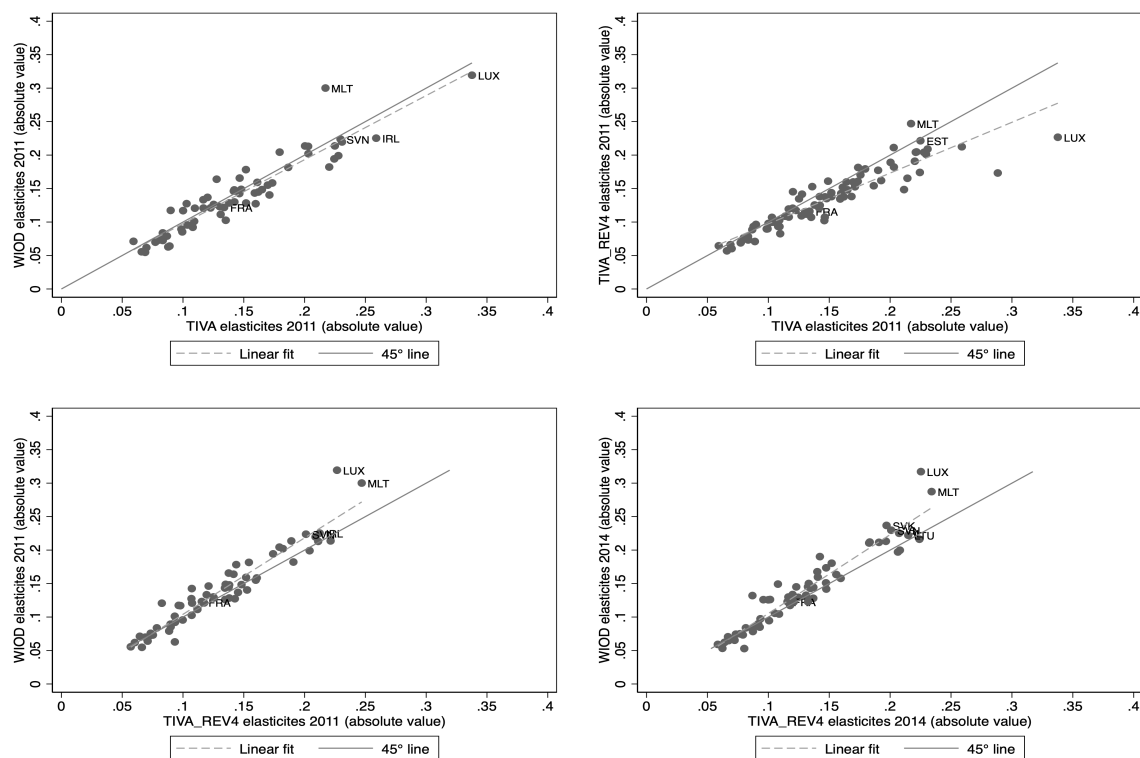 WIOD elasticites 2011 (absolute value)
.4
.35
.3
.25
.2
.15
.1
.05
0
LUX
MLT
SVN
IRL
FRA
0 .05 .1 .15 .2 .25 .3 .35 .4
TIVA elasticites 2011 (absolute value)
Linear fit 45° line
TIVA_REV4 elasticites 2011 (absolute value)
.4
.35
.3
.25
.2
.15
.1
.05
0
MLT
EST
LUX
FRA
0 .05 .1 .15 .2 .25 .3 .35 .4
TIVA elasticites 2011 (absolute value)
Linear fit 45° line
WIOD elasticites 2011 (absolute value)
.4
.35
.3
.25
.2
.15
.1
.05
0
LUX
MLT
FRA
0 .05 .1 .15 .2 .25 .3 .35 .4
TIVA_REV4 elasticites 2011 (absolute value)
Linear fit 45° line
WIOD elasticites 2014 (absolute value)
.4
.35
.3
.25
.2
.15
.1
.05
0
LUX
MLT
SVK
FRA
0 .05 .1 .15 .2 .25 .3 .35 .4
TIVA_REV4 elasticites 2014 (absolute value)
Linear fit 45° line